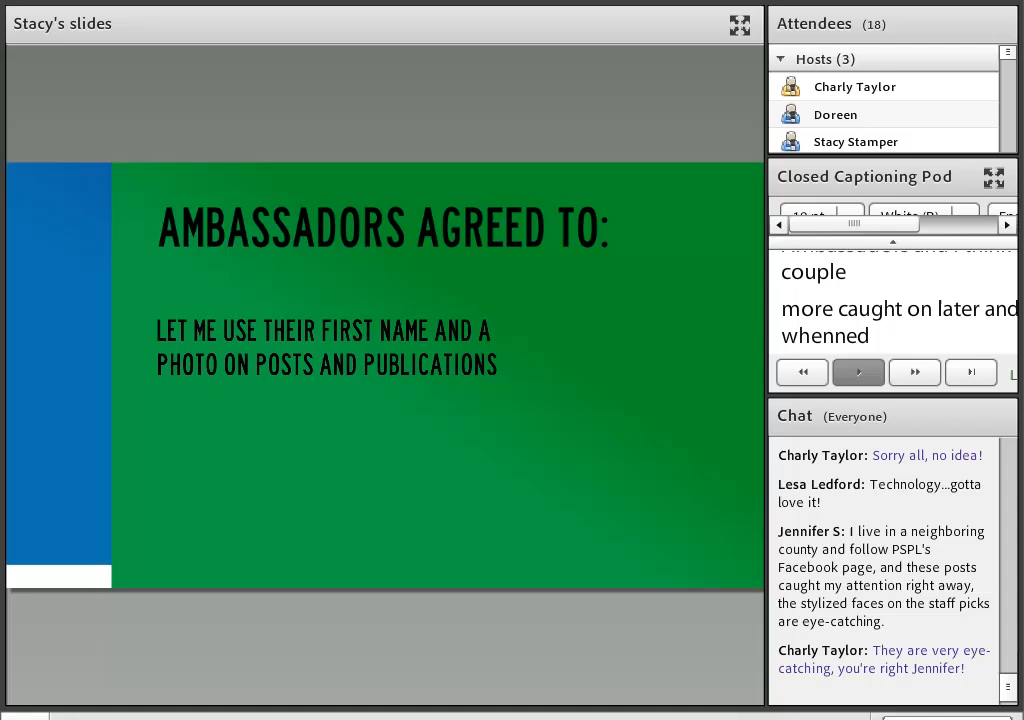 Stacy's slides
AMBASSADORS AGREED TO:
LET ME USE THEIR FIRST NAME AND A
PHOTO ON POSTS AND PUBLICATIONS
Attendees (18)
Hosts (3)
Charly Taylor
Doreen
Stacy Stamper
Closed Captioning Pod
couple
more caught on later and
whenned
Chat (Everyone)
Charly Taylor: Sorry all, no idea!
Lesa Ledford: Technology...gotta
love it!
Jennifer S: I live in a neighboring
county and follow PSPL's
Facebook page, and these posts
caught my attention right away,
the stylized faces on the staff picks
are eye-catching.
Charly Taylor: They are very eye-
catching, you're right Jennifer!